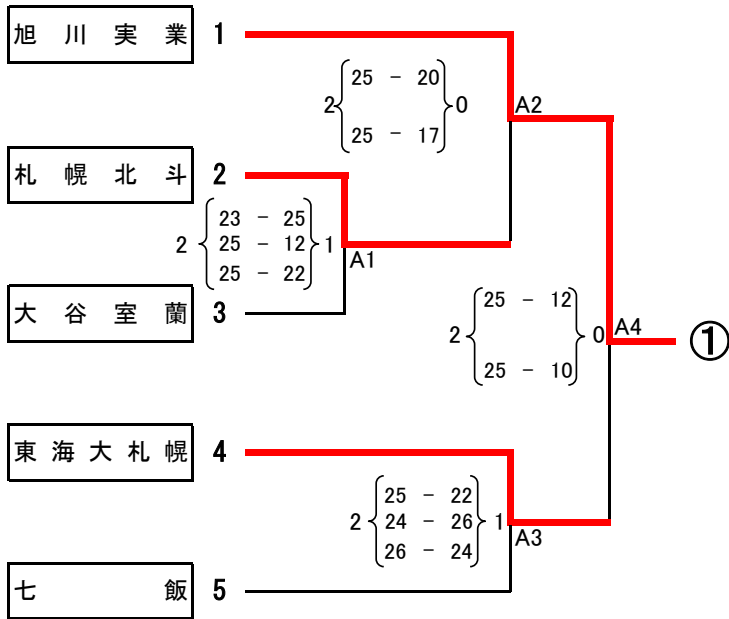 旭川実業 1
25 - 20
2 0 A2
25 - 17
札幌北斗 2
23 - 25
2 25 - 12 1
25 - 22
A1
大谷室蘭 3
25 - 12
2 0 A4 ①
25 - 10
東海大札幌 4
25 - 22
2 24 - 26 1
26 - 24
A3
七飯 5